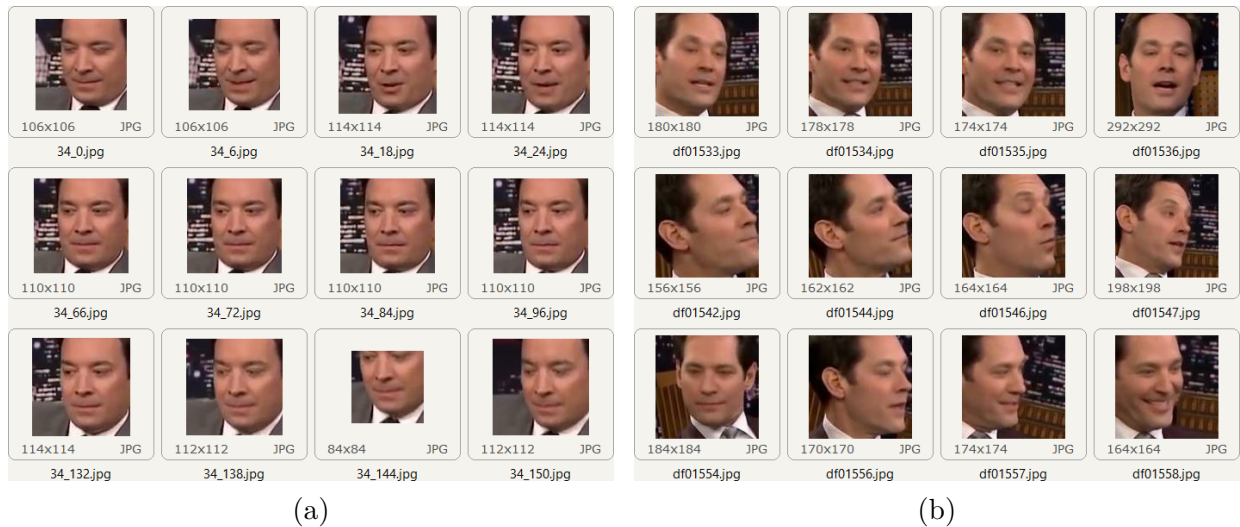 106x106 JPG 106x106 JPG 114x114 JPG 114x114 JPG 180x180 JPG 178x178 JPG 174x174 JPG 292x292 JPG
34_0.jpg 34_6.jpg 34_18.jpg 34_24.jpg df01533.jpg df01534.jpg df01535.jpg df01536.jpg
110x110 JPG 110x110 JPG 110x110 JPG 110x110 JPG 156x156 JPG 162x162 JPG 164x164 JPG 198x198 JPG
34_66.jpg 34_72.jpg 34_84.jpg 34_96.jpg df01542.jpg df01544.jpg df01546.jpg df01547.jpg
114x114 JPG 112x112 JPG 84x84 JPG 112x112 JPG 184x184 JPG 170x170 JPG 174x174 JPG 164x164 JPG
34_132.jpg 34_138.jpg 34_144.jpg 34_150.jpg df01554.jpg df01556.jpg df01557.jpg df01558.jpg
(a) (b)